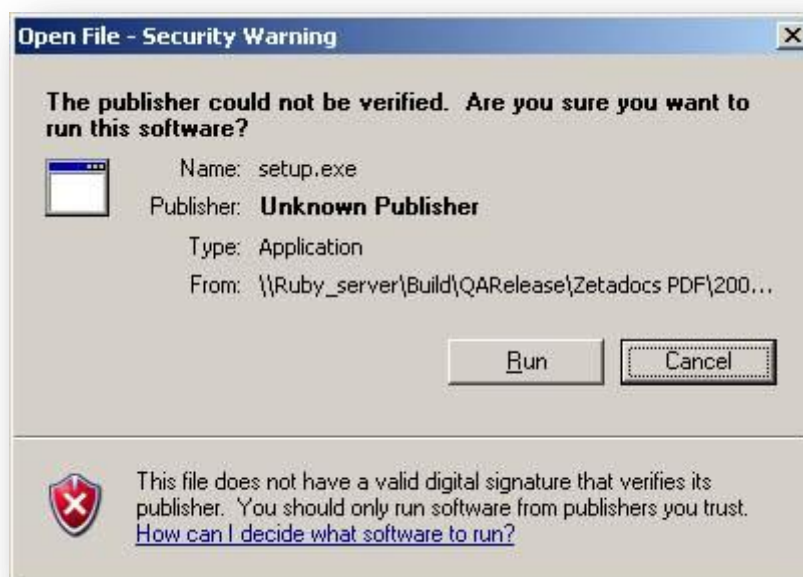 Open File - Security Warning
The publisher could not be verified. Are you sure you want to
run this software?
Name: setup.exe
Publisher: Unknown Publisher
Type: Application
From: \\Ruby_server\Build\QARelease\Zetadocs PDF\200...
Run Cancel
This file does not have a valid digital signature that verifies its
publisher. You should only run software from publishers you trust.
How can I decide what software to run?